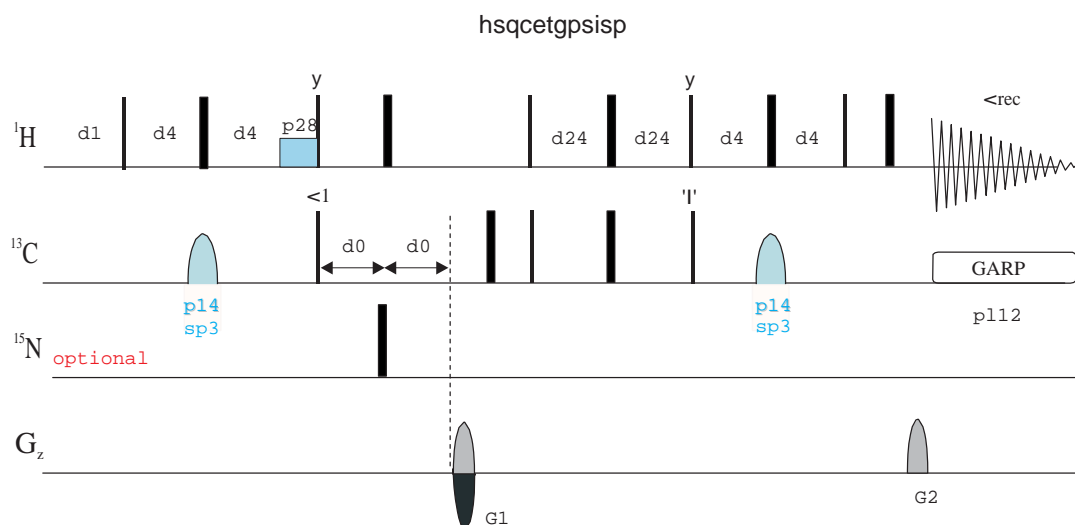 hsqcetgpsisp
y y <rec
¹H d1 d4 d4 p28 d24 d24 d4 d4
<1 'I'
¹³C d0 d0 GARP
p14 p14 pl12
sp3 sp3
¹⁵N optional
G_z
G1 G2